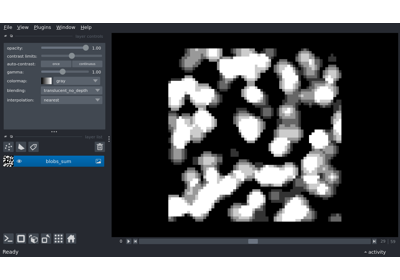 File View Plugins Window Help
opacity: 1.00
contrast limits:
auto-contrast: once continuous
gamma: 1.00
colormap: gray
blending: translucent_no_depth
interpolation: nearest
blobs_sum
Ready
activity